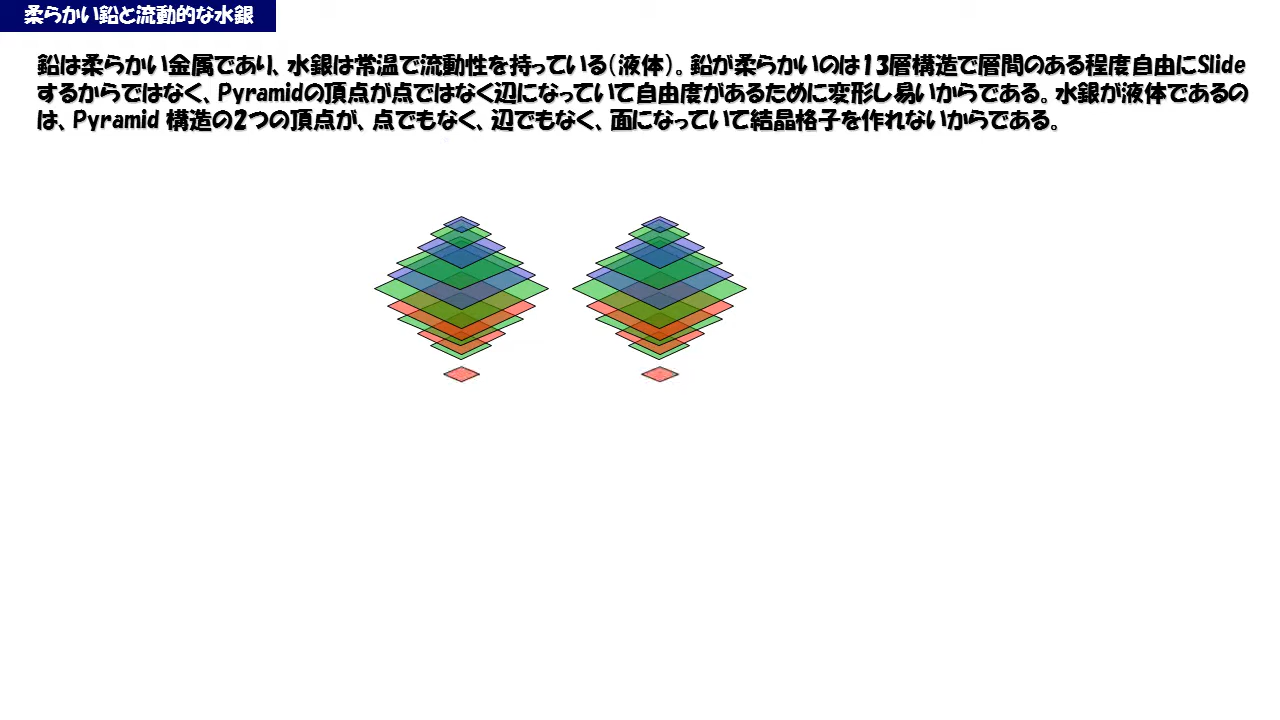 柔らかい鉛と流動的な水銀
鉛は柔らかい金属であり、水銀は常温で流動性を持っている(液体)。鉛が柔らかいのは13層構造で層間のある程度自由にSlide
するからではなく、Pyramidの頂点が点ではなく辺になっていて自由度があるために変形し易いからである。水銀が液体であるの
は、Pyramid 構造の2つの頂点が、点でもなく、辺でもなく、面になっていて結晶格子を作れないからである。